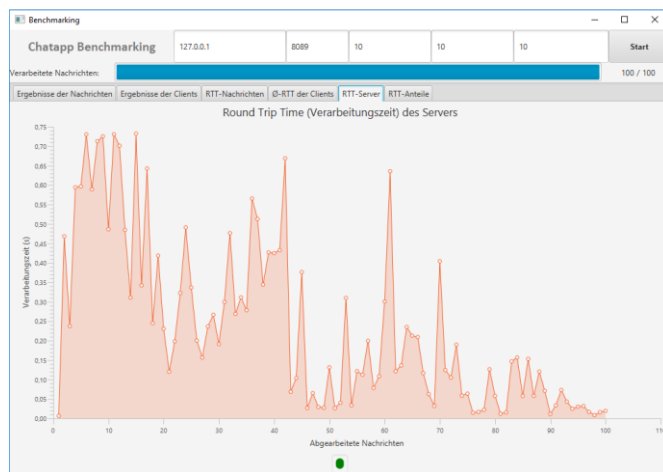 Benchmarking
Chatapp Benchmarking 127.0.0.1 8089 10 10 10 Start
Verarbeitete Nachrichten: 100 / 100
Ergebnisse der Nachrichten Ergebnisse der Clients RTT-Nachrichten Ø-RTT der Clients RTT-Server RTT-Anteile
Round Trip Time (Verarbeitungszeit) des Servers
Verarbeitungszeit (s)
0,75
0,70
0,65
0,60
0,55
0,50
0,45
0,40
0,35
0,30
0,25
0,20
0,15
0,10
0,05
0,00
0 10 20 30 40 50 60 70 80 90 100 110
Abgearbeitete Nachrichten